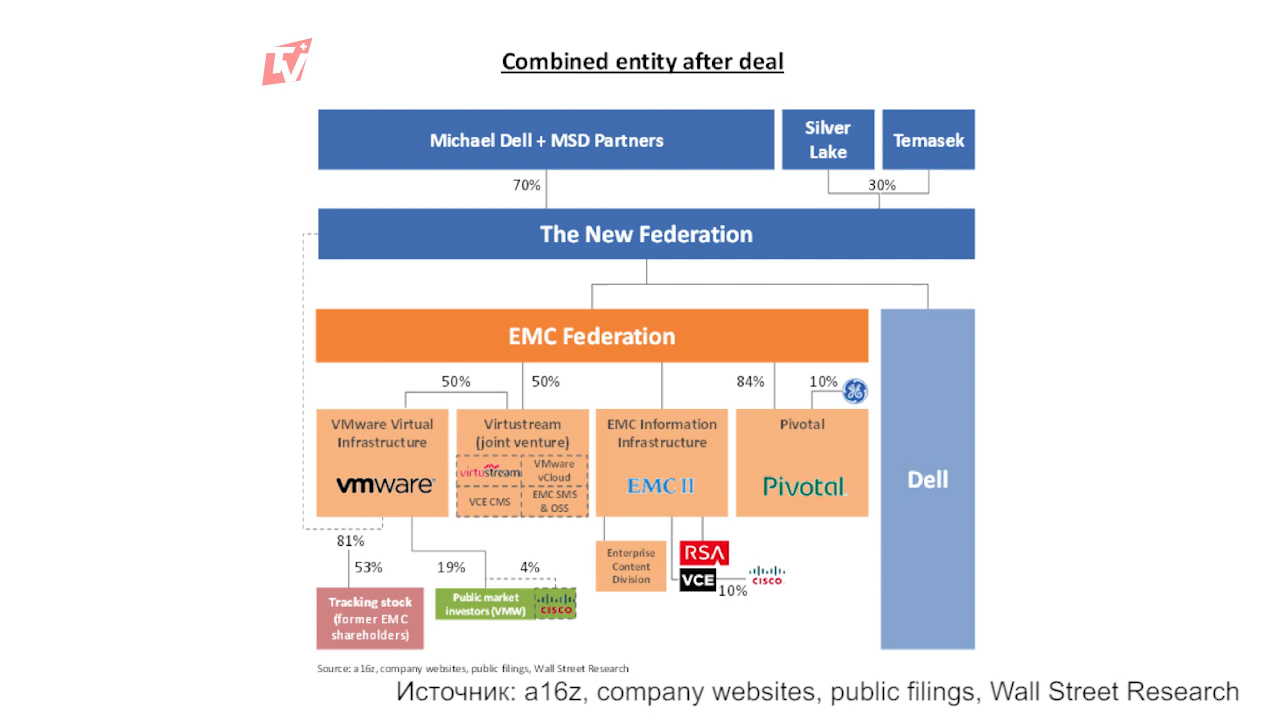 TV+
Combined entity after deal
Michael Dell + MSD Partners
Silver
Lake
Temasek
70%
30%
The New Federation
EMC Federation
50%
50%
84%
10%
GE
VMware Virtual
Infrastructure
vmware
Virtustream
(joint venture)
virtustream
VMware
vCloud
VCE CMS
EMC SMS
& OSS
EMC Information
Infrastructure
EMC II
Pivotal
Pivotal
Dell
81%
53%
19%
4%
Tracking stock
(former EMC
shareholders)
Public market
investors (VMW)
CISCO
Enterprise
Content
Division
RSA
VCE
10%
CISCO
Source: a16z, company websites, public filings, Wall Street Research
Источник: a16z, company websites, public filings, Wall Street Research